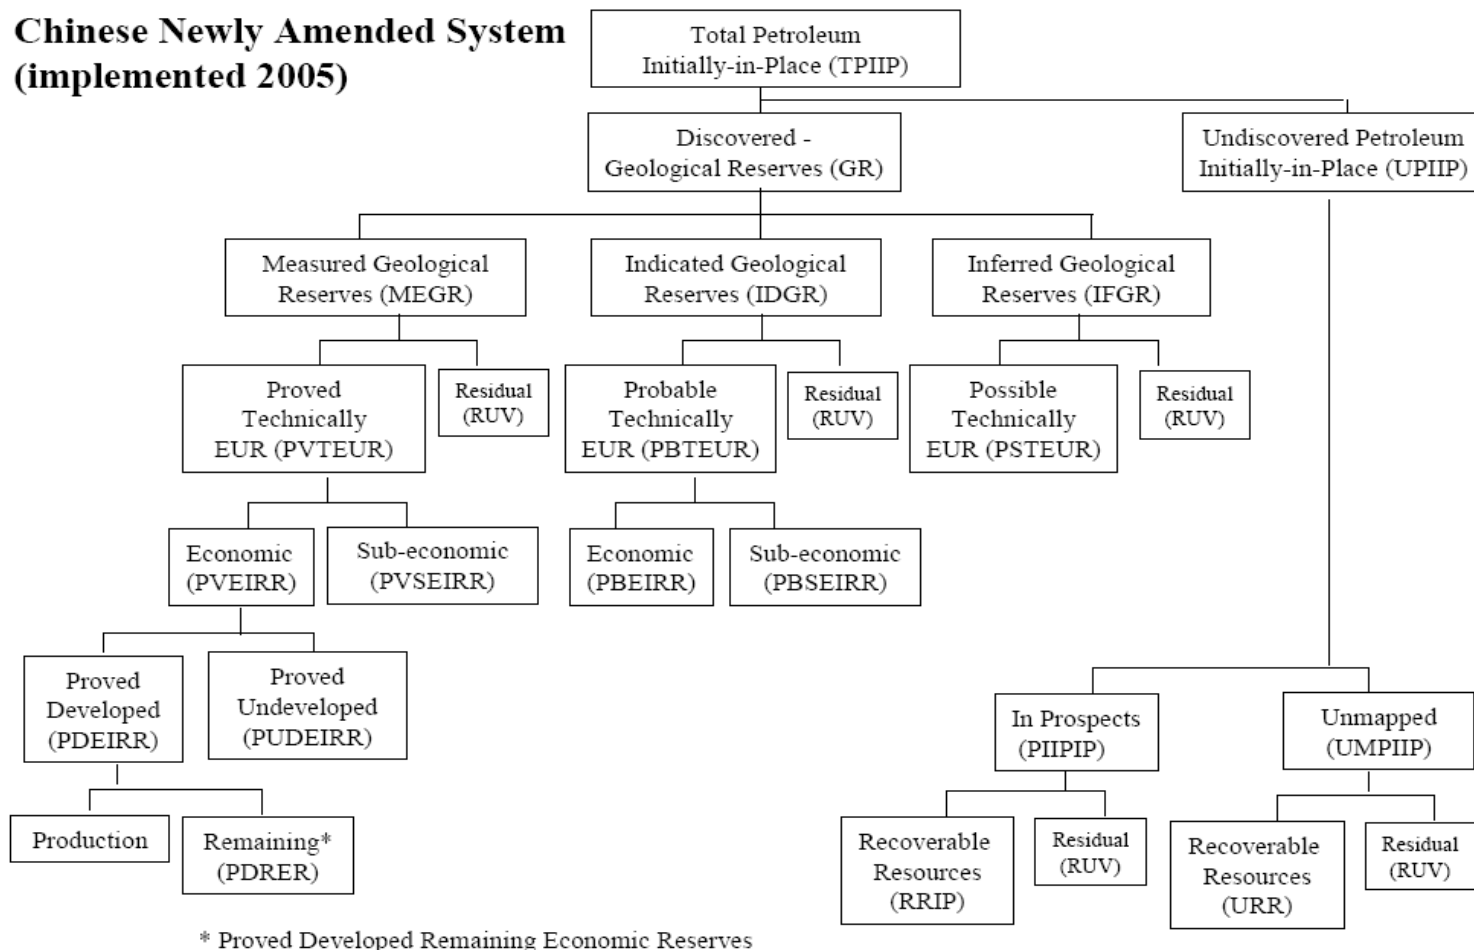 Chinese Newly Amended System
(implemented 2005)
Total Petroleum
Initially-in-Place (TPIIP)
Discovered -
Geological Reserves (GR)
Undiscovered Petroleum
Initially-in-Place (UPIIP)
Measured Geological
Reserves (MEGR)
Indicated Geological
Reserves (IDGR)
Inferred Geological
Reserves (IFGR)
Proved
Technically
EUR (PVTEUR)
Residual
(RUV)
Probable
Technically
EUR (PBTEUR)
Residual
(RUV)
Possible
Technically
EUR (PSTEUR)
Residual
(RUV)
Economic
(PVEIRR)
Sub-economic
(PVSEIRR)
Economic
(PBEIRR)
Sub-economic
(PBSEIRR)
Proved
Developed
(PDEIRR)
Proved
Undeveloped
(PUDEIRR)
In Prospects
(PIIPIP)
Unmapped
(UMPIIP)
Production
Remaining*
(PDRER)
Recoverable
Resources
(RRIP)
Residual
(RUV)
Recoverable
Resources
(URR)
Residual
(RUV)
* Proved Developed Remaining Economic Reserves